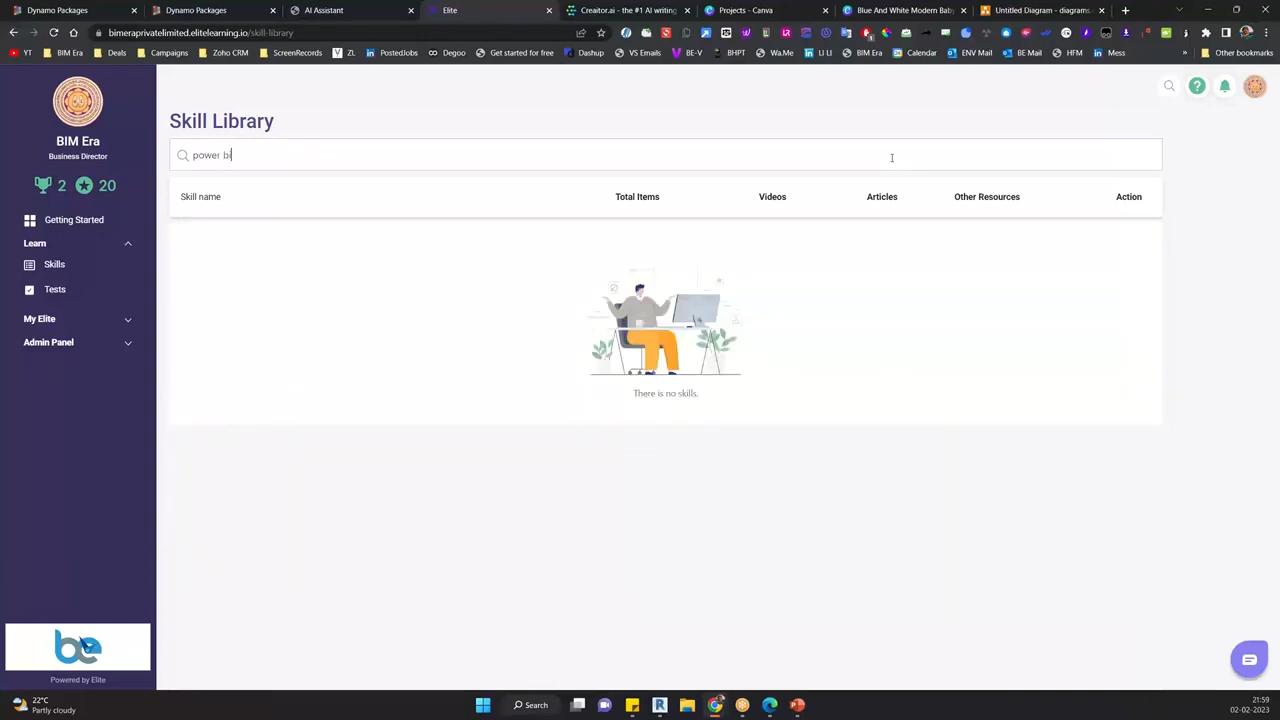 Dynamo Packages
Dynamo Packages
AI Assistant
Elite
Creaitor.ai - the #1 AI writing
Projects - Canva
Blue And White Modern Baby
Untitled Diagram - diagrams.
bimeraprivatelimited.elitelearning.io/skill-library
YT
BIM Era
Deals
Campaigns
Zoho CRM
ScreenRecords
ZL
PostedJobs
Degoo
Get started for free
Dashup
VS Emails
BE-V
BHPT
Wa.Me
LI LI
BIM Era
Calendar
ENV Mail
BE Mail
HFM
Mess
»
Other bookmarks
BIM Era
Business Director
2
20
Getting Started
Learn
Skills
Tests
My Elite
Admin Panel
be
Powered by Elite
Skill Library
power bi
Skill name
Total Items
Videos
Articles
Other Resources
Action
There is no skills.
22°C
Partly cloudy
Search
21:59
02-02-2023